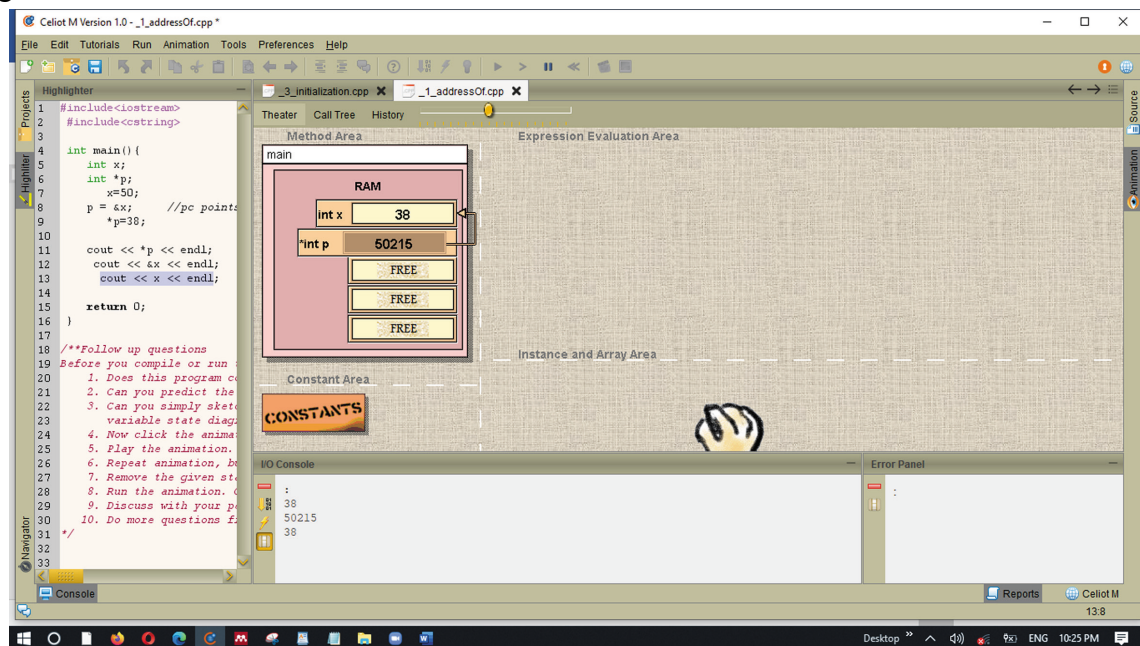 Celiot M Version 1.0 - _1_addressOf.cpp *
File Edit Tutorials Run Animation Tools Preferences Help
Highlighter
_3_initialization.cpp
_1_addressOf.cpp
Theater Call Tree History
Projects
Highliter
Navigator
Source
Animation
1 #include<iostream>
2 #include<cstring>
3
4 int main(){
5 int x;
6 int *p;
7 x=50;
8 p = &x; //pc points
9 *p=38;
10
11 cout << *p << endl;
12 cout << &x << endl;
13 cout << x << endl;
14
15 return 0;
16 }
17
18 /**Follow up questions
19 Before you compile or run
20 1. Does this program
21 2. Can you predict the
22 3. Can you simply
23 variable state
24 4. Now click the
25 5. Play the animation.
26 6. Repeat animation,
27 7. Remove the given
28 8. Run the animation.
29 9. Discuss with your
30 10. Do more questions
31 */
32
33
Method Area
Expression Evaluation Area
main
RAM
int x 38
*int p 50215
FREE
FREE
FREE
Instance and Array Area
Constant Area
CONSTANTS
I/O Console
:
38
50215
38
Error Panel
:
Console
Reports
Celiot M
13:8
Desktop
ENG
10:25 PM